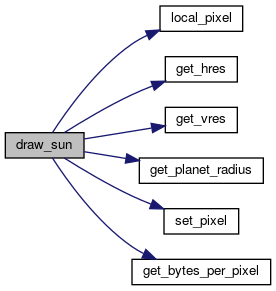 local_pixel
get_hres
get_vres
draw_sun
get_planet_radius
set_pixel
get_bytes_per_pixel